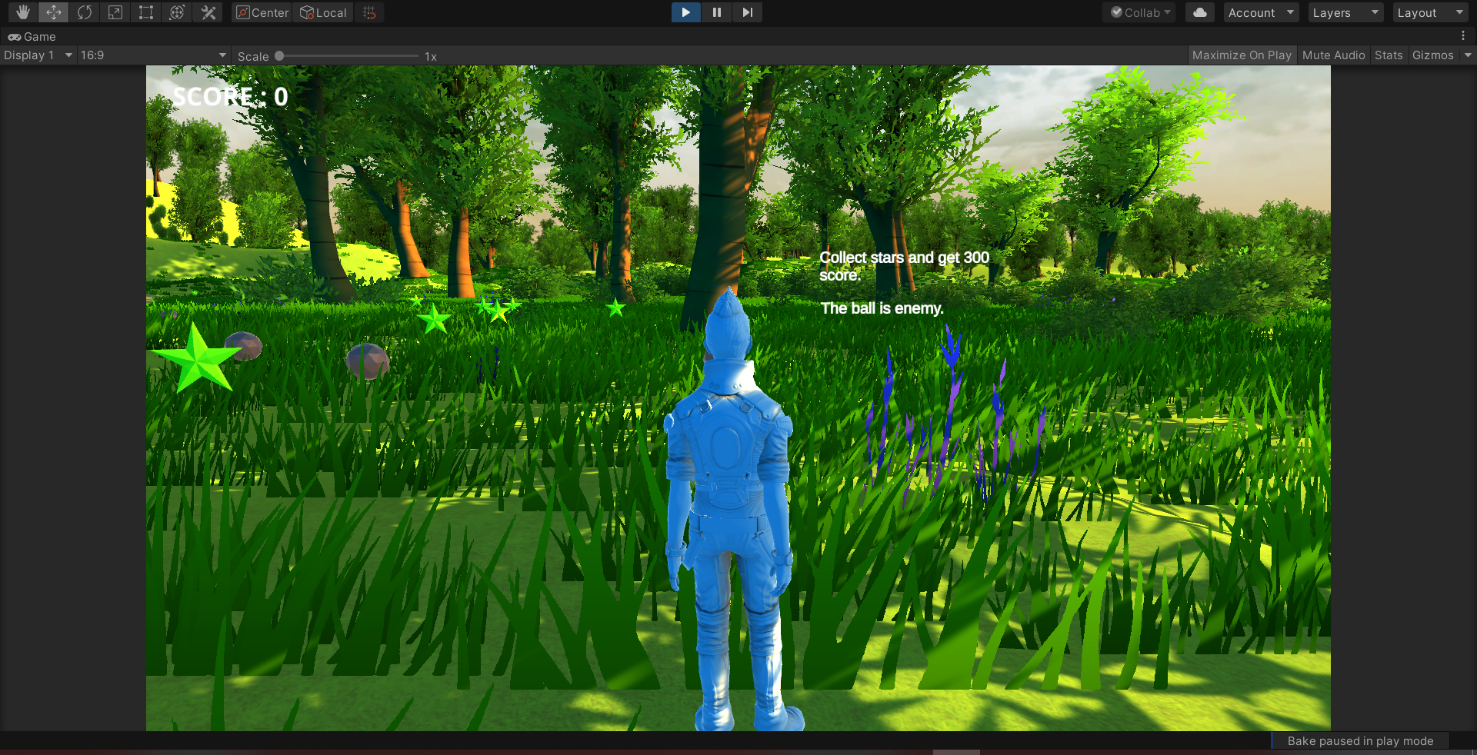 Center
Local
Collab
Account
Layers
Layout
Game
Display 1
16:9
Scale
1x
Maximize On Play
Mute Audio
Stats
Gizmos
SCORE : 0
Collect stars and get 300
score.
The ball is enemy.
Bake paused in play mode